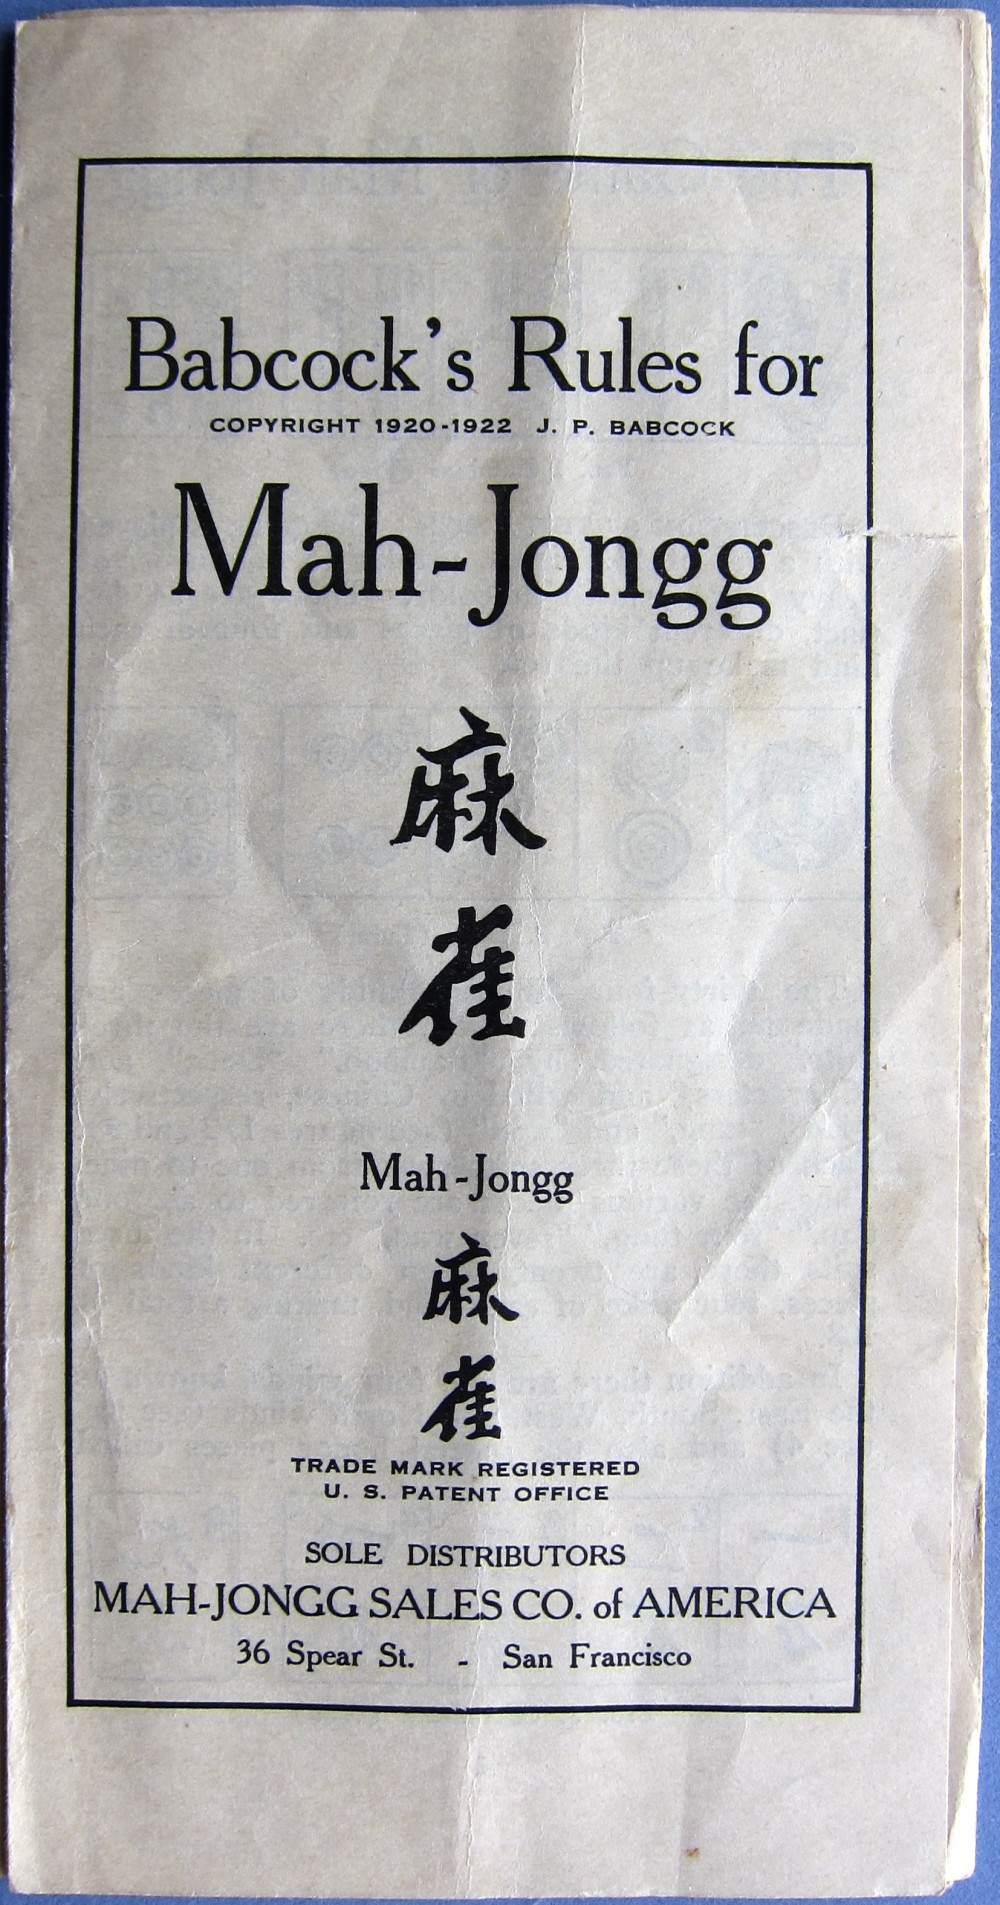 Babcock's Rules for
COPYRIGHT 1920-1922 J. P. BABCOCK
Mah-Jongg
麻
雀
Mah-Jongg
麻
雀
TRADE MARK REGISTERED
U. S. PATENT OFFICE
SOLE DISTRIBUTORS
MAH-JONGG SALES CO. of AMERICA
36 Spear St. - San Francisco